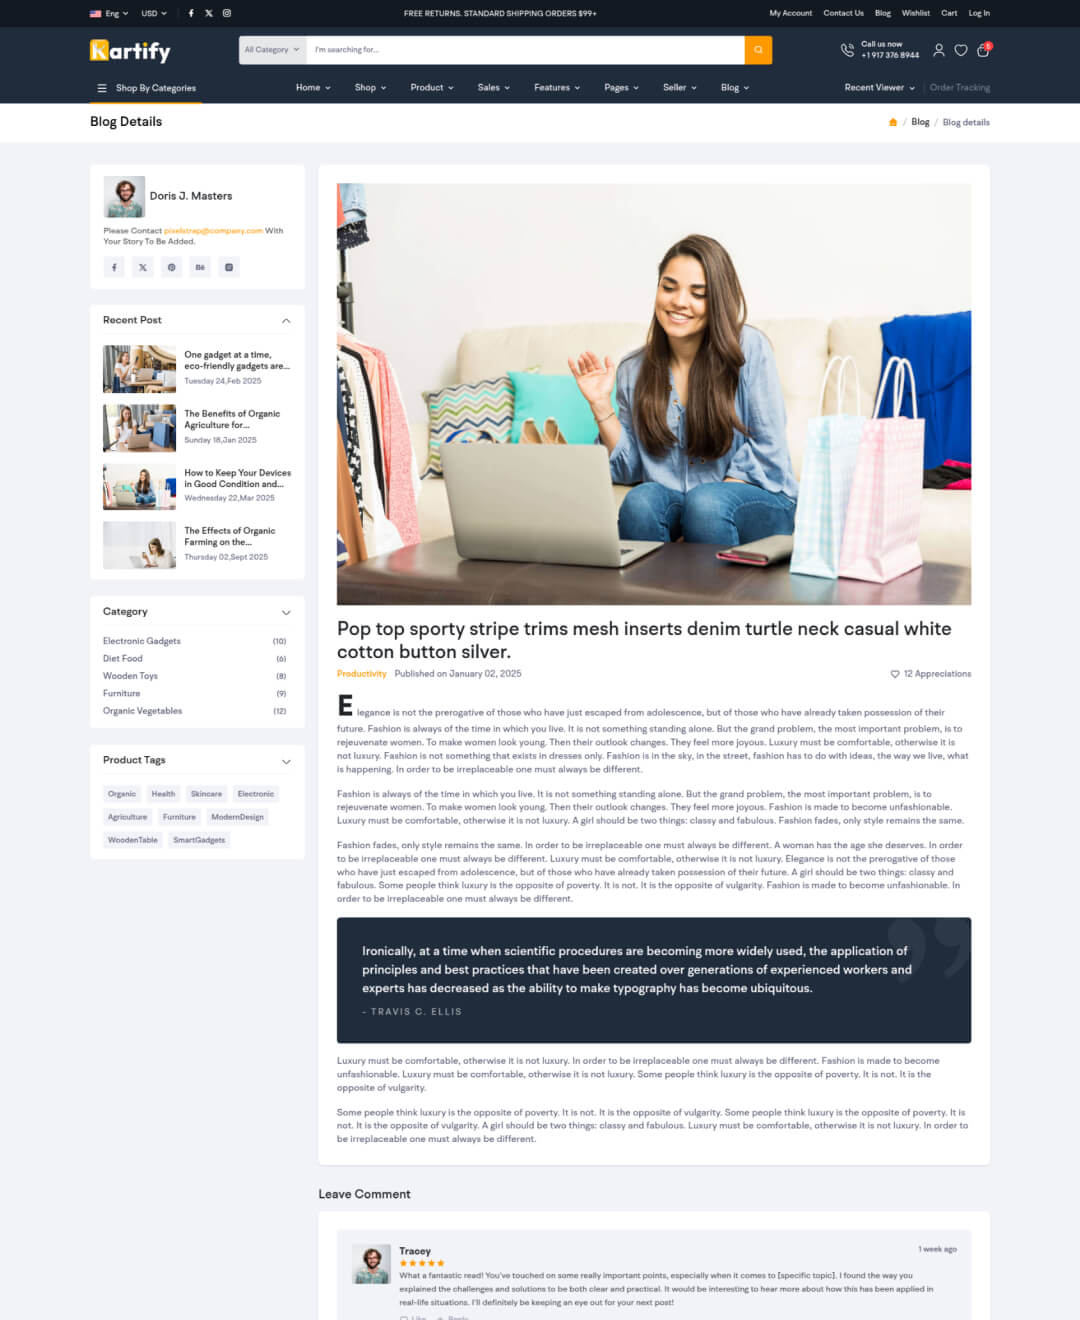 Eng USD FREE RETURNS. STANDARD SHIPPING ORDERS $99+ My Account Contact Us Blog Wishlist Cart Log In
Kartify All Category I'm searching for... Call us now
+1 917 376 8944 5
Shop By Categories Home Shop Product Sales Features Pages Seller Blog Recent Viewer Order Tracking
Blog Details / Blog / Blog details
Doris J. Masters
Please Contact pixelstrap@company.com With
Your Story To Be Added.
Bē
Recent Post
One gadget at a time,
eco-friendly gadgets are...
Tuesday 24,Feb 2025
The Benefits of Organic
Agriculture for...
Sunday 18,Jan 2025
How to Keep Your Devices
in Good Condition and...
Wednesday 22,Mar 2025
The Effects of Organic
Farming on the...
Thursday 02,Sept 2025
Category
Electronic Gadgets (10)
Diet Food (6)
Wooden Toys (8)
Furniture (9)
Organic Vegetables (12)
Product Tags
Organic Health Skincare Electronic
Agriculture Furniture ModernDesign
WoodenTable SmartGadgets
Pop top sporty stripe trims mesh inserts denim turtle neck casual white
cotton button silver.
Productivity Published on January 02, 2025 12 Appreciations
E legance is not the prerogative of those who have just escaped from adolescence, but of those who have already taken possession of their
future. Fashion is always of the time in which you live. It is not something standing alone. But the grand problem, the most important problem, is to
rejeuvenate women. To make women look young. Then their outlook changes. They feel more joyous. Luxury must be comfortable, otherwise it is
not luxury. Fashion is not something that exists in dresses only. Fashion is in the sky, in the street, fashion has to do with ideas, the way we live, what
is happening. In order to be irreplaceable one must always be different.
Fashion is always of the time in which you live. It is not something standing alone. But the grand problem, the most important problem, is to
rejeuvenate women. To make women look young. Then their outlook changes. They feel more joyous. Fashion is made to become unfashionable.
Luxury must be comfortable, otherwise it is not luxury. A girl should be two things: classy and fabulous. Fashion fades, only style remains the same.
Fashion fades, only style remains the same. In order to be irreplaceable one must always be different. A woman has the age she deserves. In order
to be irreplaceable one must always be different. Luxury must be comfortable, otherwise it is not luxury. Elegance is not the prerogative of those
who have just escaped from adolescence, but of those who have already taken possession of their future. A girl should be two things: classy and
fabulous. Some people think luxury is the opposite of poverty. It is not. It is the opposite of vulgarity. Fashion is made to become unfashionable. In
order to be irreplaceable one must always be different.
Ironically, at a time when scientific procedures are becoming more widely used, the application of
principles and best practices that have been created over generations of experienced workers and
experts has decreased as the ability to make typography has become ubiquitous.
- TRAVIS C. ELLIS
Luxury must be comfortable, otherwise it is not luxury. In order to be irreplaceable one must always be different. Fashion is made to become
unfashionable. Luxury must be comfortable, otherwise it is not luxury. Some people think luxury is the opposite of poverty. It is not. It is the
opposite of vulgarity.
Some people think luxury is the opposite of poverty. It is not. It is the opposite of vulgarity. Some people think luxury is the opposite of poverty. It is
not. It is the opposite of vulgarity. A girl should be two things: classy and fabulous. Luxury must be comfortable, otherwise it is not luxury. In order to
be irreplaceable one must always be different.
Leave Comment
Tracey 1 week ago
What a fantastic read! You've touched on some really important points, especially when it comes to [specific topic]. I found the way you
explained the challenges and solutions to be both clear and practical. It would be interesting to hear more about how this has been applied in
real-life situations. I'll definitely be keeping an eye out for your next post!
Like Reply